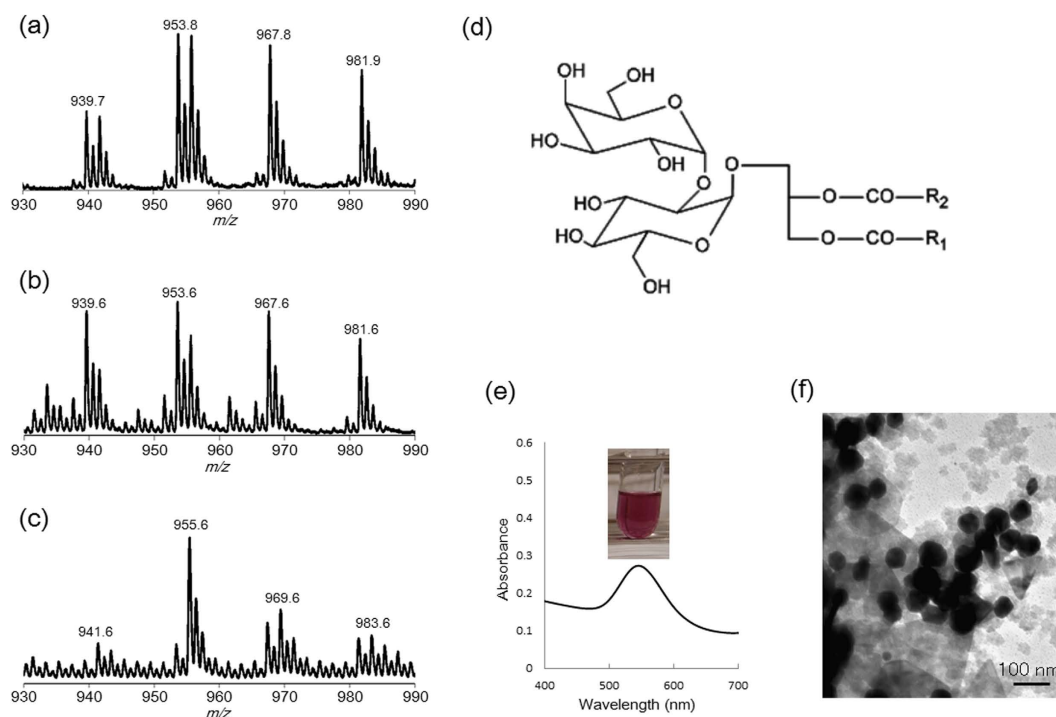 (a)
953.8
967.8
981.9
939.7
930 940 950 960 970 980 990
m/z
(b)
939.6
953.6
967.6
981.6
930 940 950 960 970 980 990
m/z
(c)
955.6
969.6
941.6
983.6
930 940 950 960 970 980 990
m/z
(d)
OH
OH
O
HO
OH
O
O
O—CO—R₂
HO
HO
O
O—CO—R₁
OH
(e)
0.6
0.5
0.4
0.3
0.2
0.1
0
Absorbance
400 500 600 700
Wavelength (nm)
(f)
100 nm